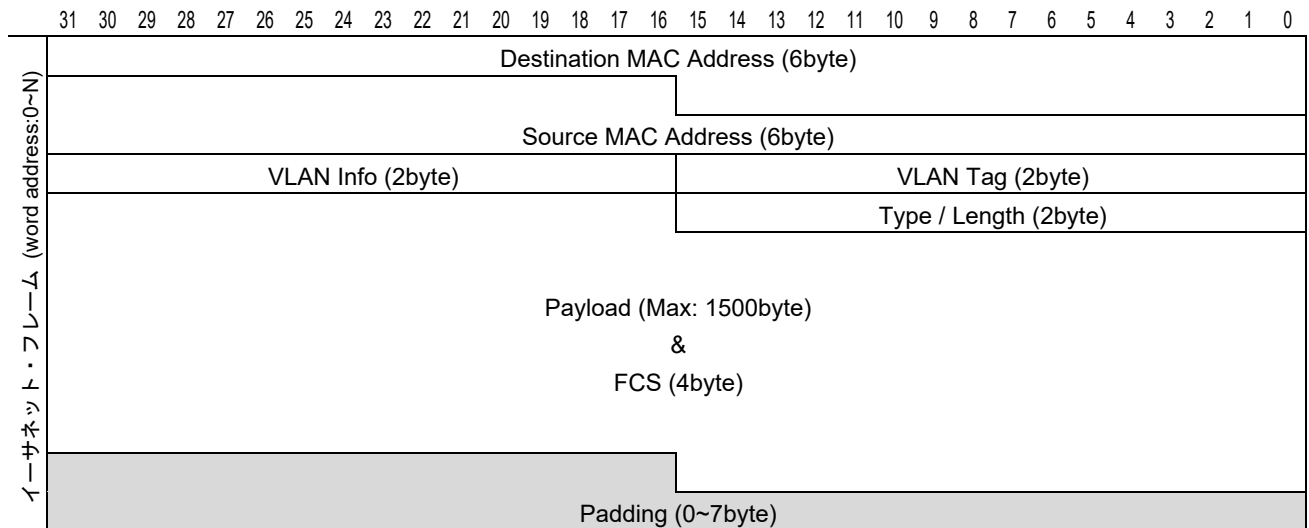 31 30 29 28 27 26 25 24 23 22 21 20 19 18 17 16 15 14 13 12 11 10 9 8 7 6 5 4 3 2 1 0
イーサネット・フレーム (word address:0~N)
Destination MAC Address (6byte)
Source MAC Address (6byte)
VLAN Info (2byte) VLAN Tag (2byte)
Type / Length (2byte)
Payload (Max: 1500byte)
&
FCS (4byte)
Padding (0~7byte)